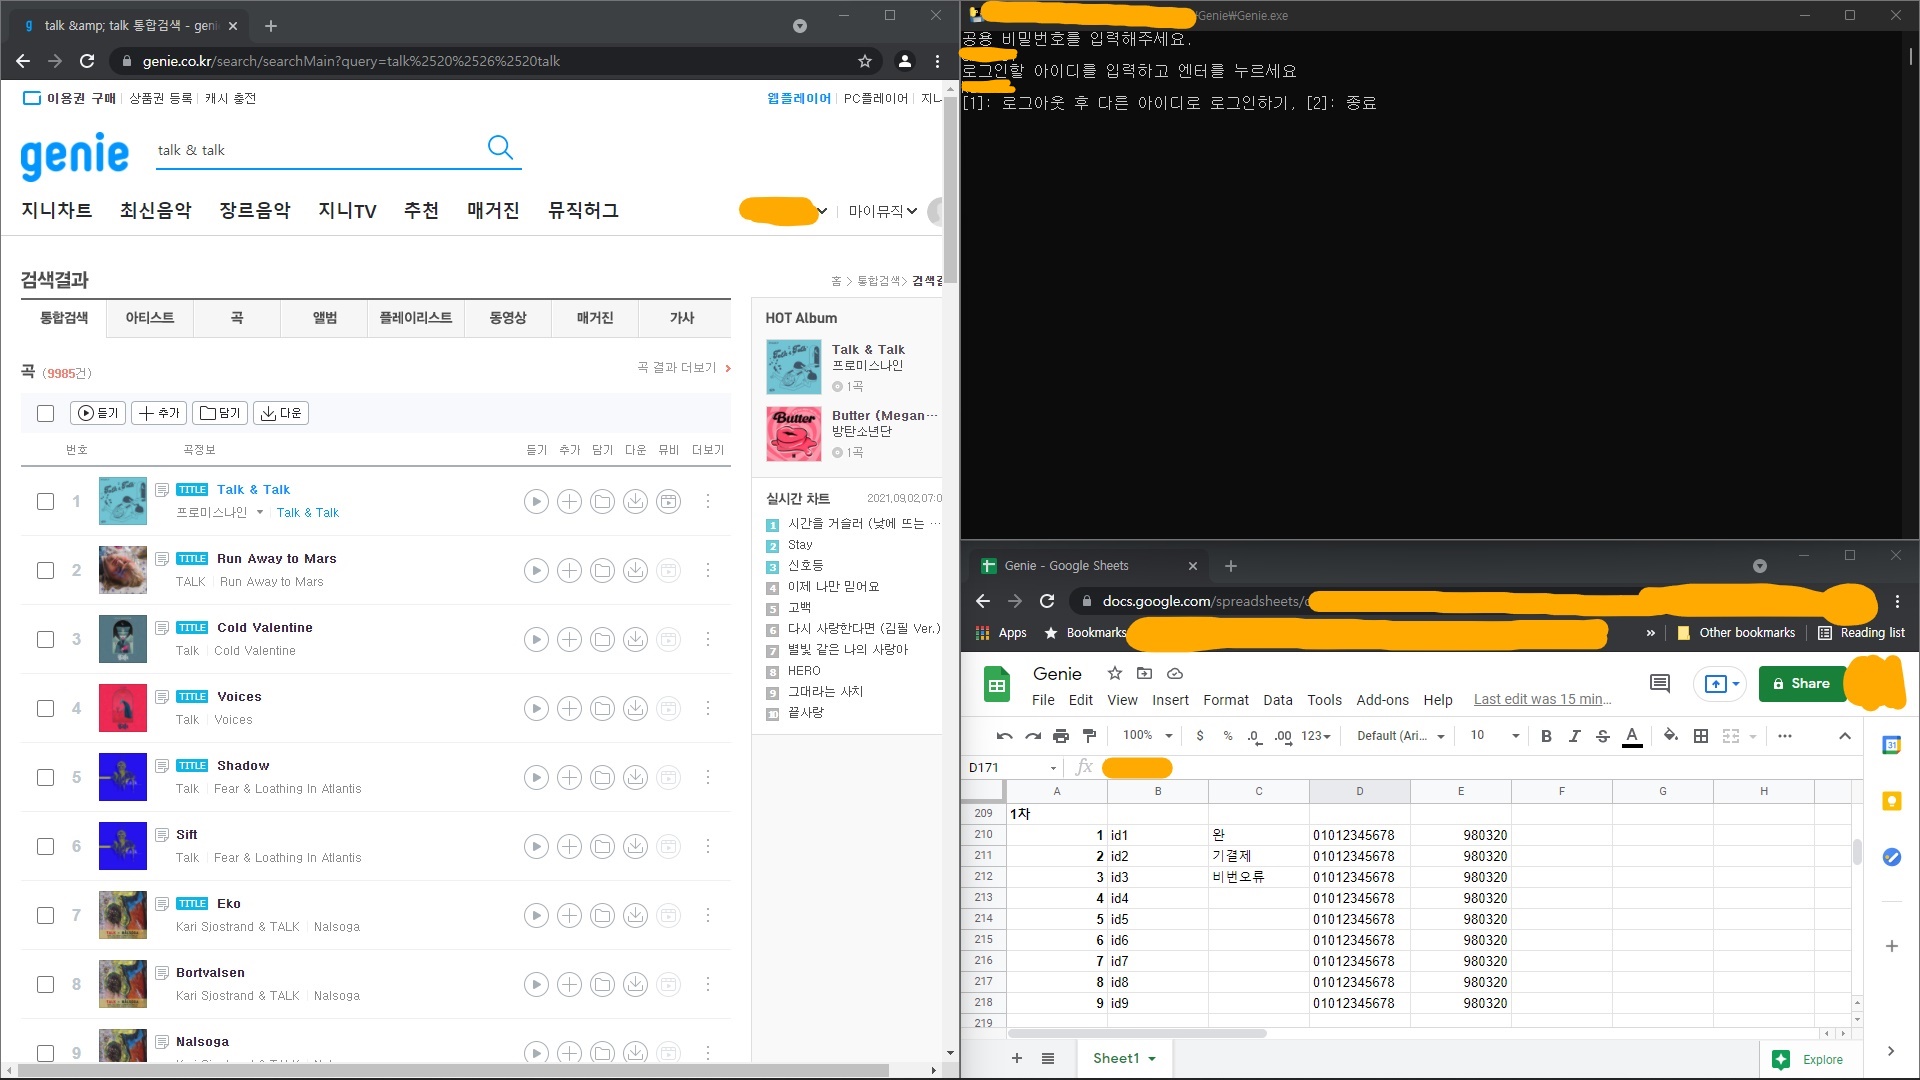 talk &amp; talk 통합검색 - geni
genie.co.kr/search/searchMain?query=talk%2520%2526%2520talk
이용권 구매 상품권 등록 캐시 충전
웹플레이어 PC플레이어 지니
genie
talk & talk
지니차트 최신음악 장르음악 지니TV 추천 매거진 뮤직허그
마이뮤직
검색결과
홈 > 통합검색> 검색결
통합검색 아티스트 곡 앨범 플레이리스트 동영상 매거진 가사
곡 (9985건)
곡 결과 더보기
듣기 추가 담기 다운
번호 곡정보 듣기 추가 담기 다운 뮤비 더보기
1 TITLE Talk & Talk
프로미스나인 Talk & Talk
2 TITLE Run Away to Mars
TALK Run Away to Mars
3 TITLE Cold Valentine
Talk Cold Valentine
4 TITLE Voices
Talk Voices
5 TITLE Shadow
Talk Fear & Loathing In Atlantis
6 Sift
Talk Fear & Loathing In Atlantis
7 TITLE Eko
Kari Sjostrand & TALK Nalsoga
8 Bortvalsen
Kari Sjostrand & TALK Nalsoga
9 Nalsoga
HOT Album
Talk & Talk
프로미스나인
1곡
Butter (Megan…
방탄소년단
1곡
실시간 차트 2021,09,02,07:0
1 시간을 거슬러 (낮에 뜨는 …
2 Stay
3 신호등
4 이제 나만 믿어요
5 고백
6 다시 사랑한다면 (김필 Ver.)
7 별빛 같은 나의 사랑아
8 HERO
9 그대라는 사치
10 끝사랑
Genie\Genie.exe
공용 비밀번호를 입력해주세요.
로그인할 아이디를 입력하고 엔터를 누르세요
[1]: 로그아웃 후 다른 아이디로 로그인하기, [2]: 종료
Genie - Google Sheets
docs.google.com/spreadsheets/
Apps Bookmarks » Other bookmarks Reading list
Genie
File Edit View Insert Format Data Tools Add-ons Help Last edit was 15 min...
Share
100% $ % .0 .00 123 Default (Ari... 10 B I S A
D171 fx
A B C D E F G H
209 1차
210 1 id1 완 01012345678 980320
211 2 id2 기결제 01012345678 980320
212 3 id3 비번오류 01012345678 980320
213 4 id4 01012345678 980320
214 5 id5 01012345678 980320
215 6 id6 01012345678 980320
216 7 id7 01012345678 980320
217 8 id8 01012345678 980320
218 9 id9 01012345678 980320
219
Sheet1
Explore
31